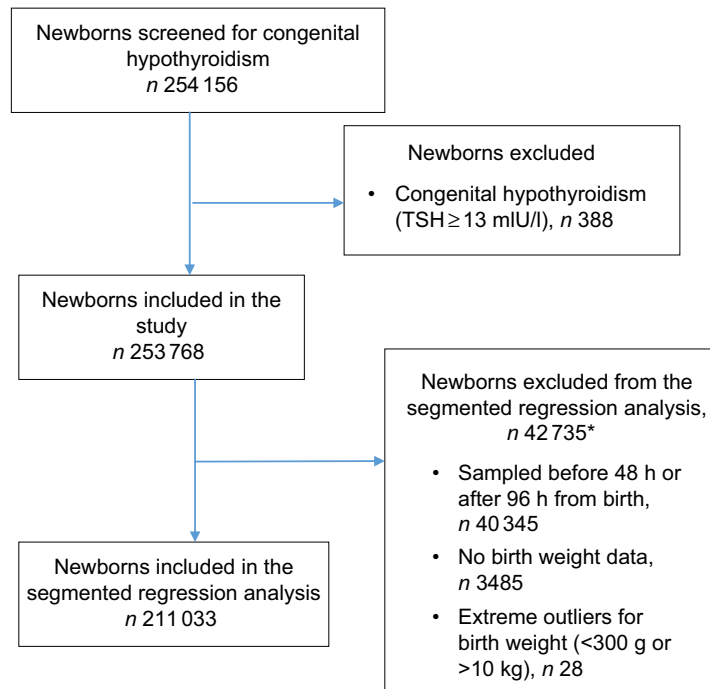 Newborns screened for congenital
hypothyroidism
n 254 156
Newborns excluded
• Congenital hypothyroidism
(TSH ≥ 13 mIU/l), n 388
Newborns included in the
study
n 253 768
Newborns excluded from the
segmented regression analysis,
n 42 735*
• Sampled before 48 h or
after 96 h from birth,
n 40 345
• No birth weight data,
n 3485
• Extreme outliers for
birth weight (<300 g or
>10 kg), n 28
Newborns included in the
segmented regression analysis
n 211 033